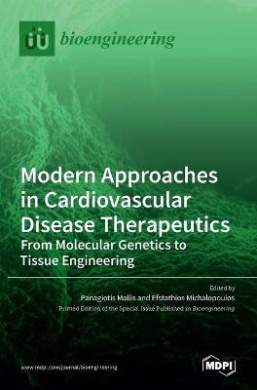 bioengineering
Modern Approaches
in Cardiovascular
Disease Therapeutics
From Molecular Genetics to
Tissue Engineering
Edited by
Panagiotis Mallis and Efstathios Michalopoulos
Printed Edition of the Special Issue Published in Bioengineering
www.mdpi.com/journal/bioengineering
MDPI